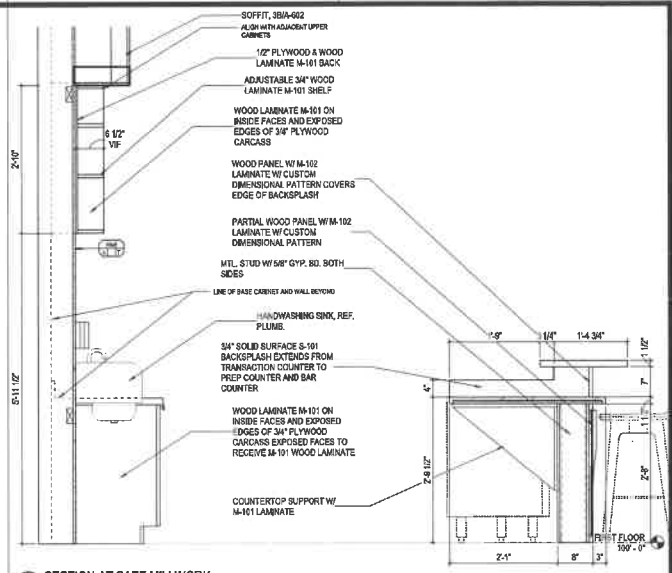 SOFFIT, 3B/A-602
ALIGN WITH ADJACENT UPPER
CABINETS
1/2" PLYWOOD & WOOD
LAMINATE M-101 BACK
ADJUSTABLE 3/4" WOOD
LAMINATE M-101 SHELF
WOOD LAMINATE M-101 ON
INSIDE FACES AND EXPOSED
EDGES OF 3/4" PLYWOOD
CARCASS
6 1/2"
VIF
2'-10"
WOOD PANEL W/ M-102
LAMINATE W/ CUSTOM
DIMENSIONAL PATTERN COVERS
EDGE OF BACKSPLASH
PARTIAL WOOD PANEL W/ M-102
LAMINATE W/ CUSTOM
DIMENSIONAL PATTERN
MTL. STUD W/ 5/8" GYP. BD. BOTH
SIDES
LINE OF BASE CABINET AND WALL BEYOND
HANDWASHING SINK, REF.
PLUMB.
3/4" SOLID SURFACE S-101
BACKSPLASH EXTENDS FROM
TRANSACTION COUNTER TO
PREP COUNTER AND BAR
COUNTER
5'-11 1/2"
WOOD LAMINATE M-101 ON
INSIDE FACES AND EXPOSED
EDGES OF 3/4" PLYWOOD
CARCASS EXPOSED FACES TO
RECEIVE M-101 WOOD LAMINATE
COUNTERTOP SUPPORT W/
M-101 LAMINATE
1'-9"
1/4"
1'-4 3/4"
1 1/2"
7"
4"
2'-9 1/2"
2'-8"
FIRST FLOOR
100' - 0"
2'-1"
8"
3"
SECTION AT CAFE MILLWORK